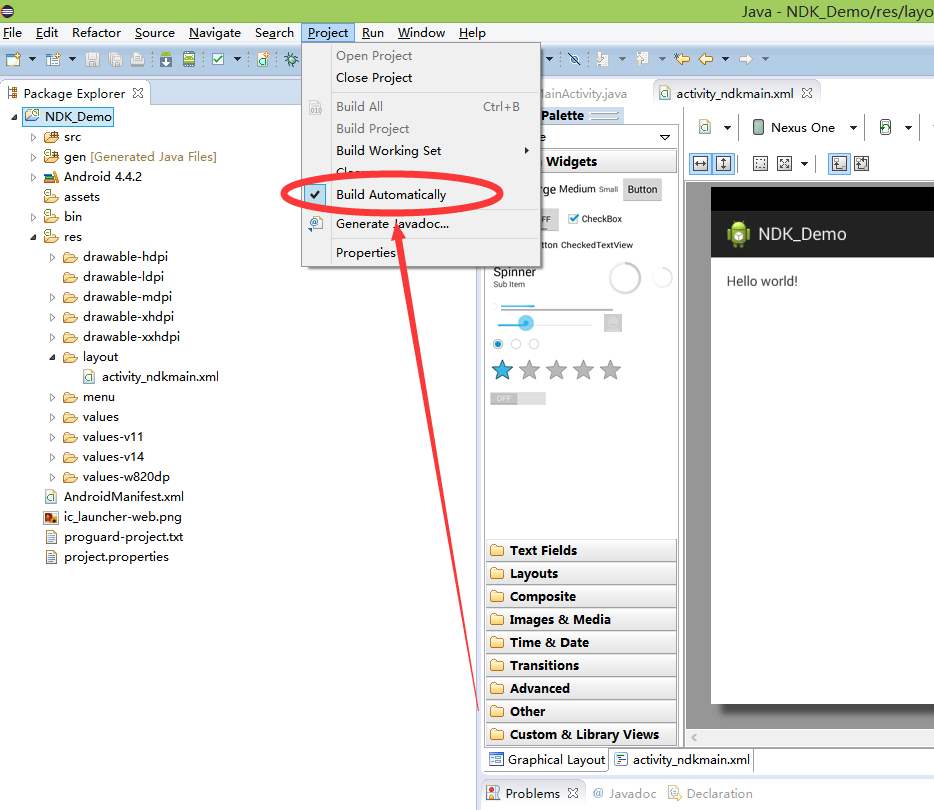 Java - NDK_Demo/res/layo
File Edit Refactor Source Navigate Search Project Run Window Help
Package Explorer
NDK_Demo
src
gen [Generated Java Files]
Android 4.4.2
assets
bin
res
drawable-hdpi
drawable-ldpi
drawable-mdpi
drawable-xhdpi
drawable-xxhdpi
layout
activity_ndkmain.xml
menu
values
values-v11
values-v14
values-w820dp
AndroidManifest.xml
ic_launcher-web.png
proguard-project.txt
project.properties
Open Project
Close Project
Build All Ctrl+B
Build Project
Build Working Set
Build Automatically
Generate Javadoc...
Properties
MainActivity.java
activity_ndkmain.xml
Palette
Widgets
Medium Small Button
FF CheckBox
CheckedTextView
Spinner
Sub Item
OFF
Text Fields
Layouts
Composite
Images & Media
Time & Date
Transitions
Advanced
Other
Custom & Library Views
Graphical Layout activity_ndkmain.xml
Nexus One
NDK_Demo
Hello world!
Problems @ Javadoc Declaration